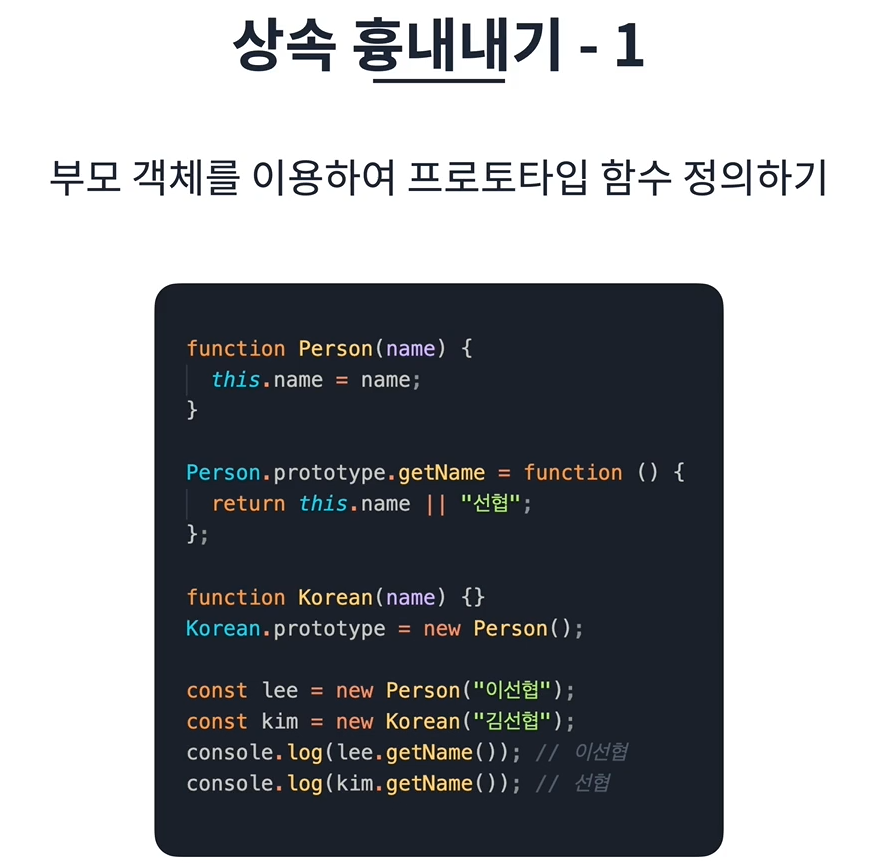 상속 흉내내기 - 1
부모 객체를 이용하여 프로토타입 함수 정의하기
function Person(name) {
  this.name = name;
}
Person.prototype.getName = function () {
  return this.name || "선협";
};
function Korean(name) {}
Korean.prototype = new Person();
const lee = new Person("이선협");
const kim = new Korean("김선협");
console.log(lee.getName()); // 이선협
console.log(kim.getName()); // 선협